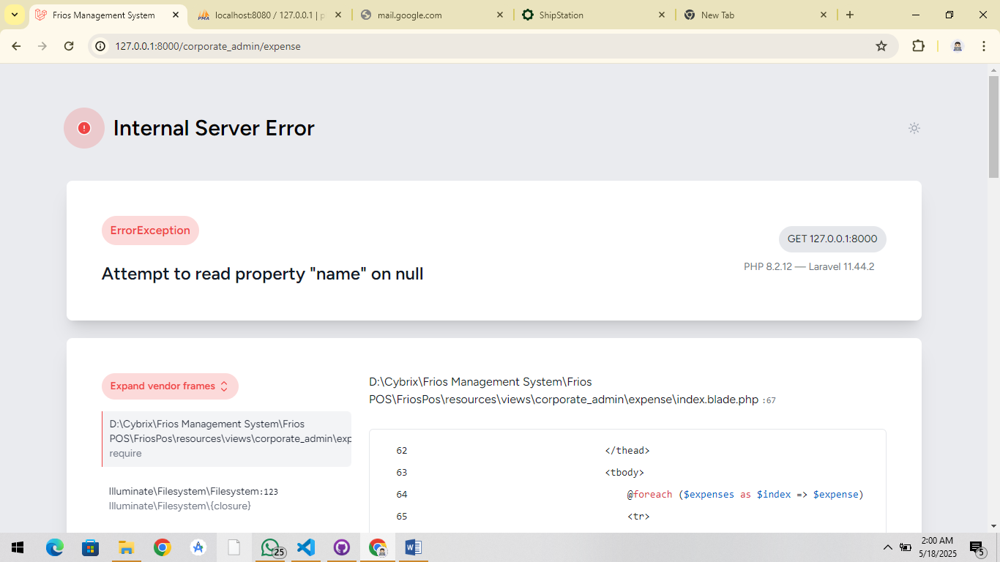 Frios Management System
localhost:8080 / 127.0.0.1 | p
mail.google.com
ShipStation
New Tab
127.0.0.1:8000/corporate_admin/expense
Internal Server Error
ErrorException
GET 127.0.0.1:8000
Attempt to read property "name" on null
PHP 8.2.12 — Laravel 11.44.2
Expand vendor frames
D:\Cybrix\Frios Management System\Frios
POS\FriosPos\resources\views\corporate_admin\exp
require
Illuminate\Filesystem\Filesystem:123
Illuminate\Filesystem\{closure}
D:\Cybrix\Frios Management System\Frios
POS\FriosPos\resources\views\corporate_admin\expense\index.blade.php :67
62 </thead>
63 <tbody>
64 @foreach ($expenses as $index => $expense)
65 <tr>
25
2:00 AM
5/18/2025
5